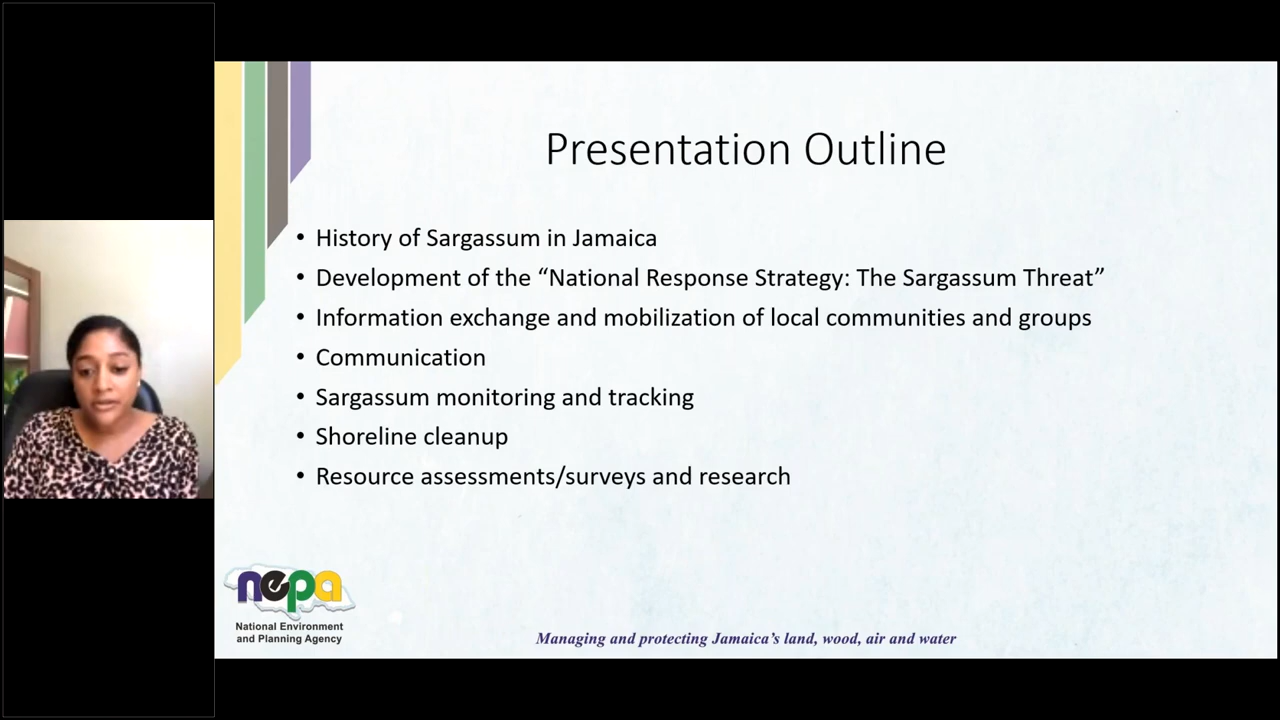 Presentation Outline
• History of Sargassum in Jamaica
• Development of the “National Response Strategy: The Sargassum Threat”
• Information exchange and mobilization of local communities and groups
• Communication
• Sargassum monitoring and tracking
• Shoreline cleanup
• Resource assessments/surveys and research
nepa
National Environment
and Planning Agency
Managing and protecting Jamaica’s land, wood, air and water